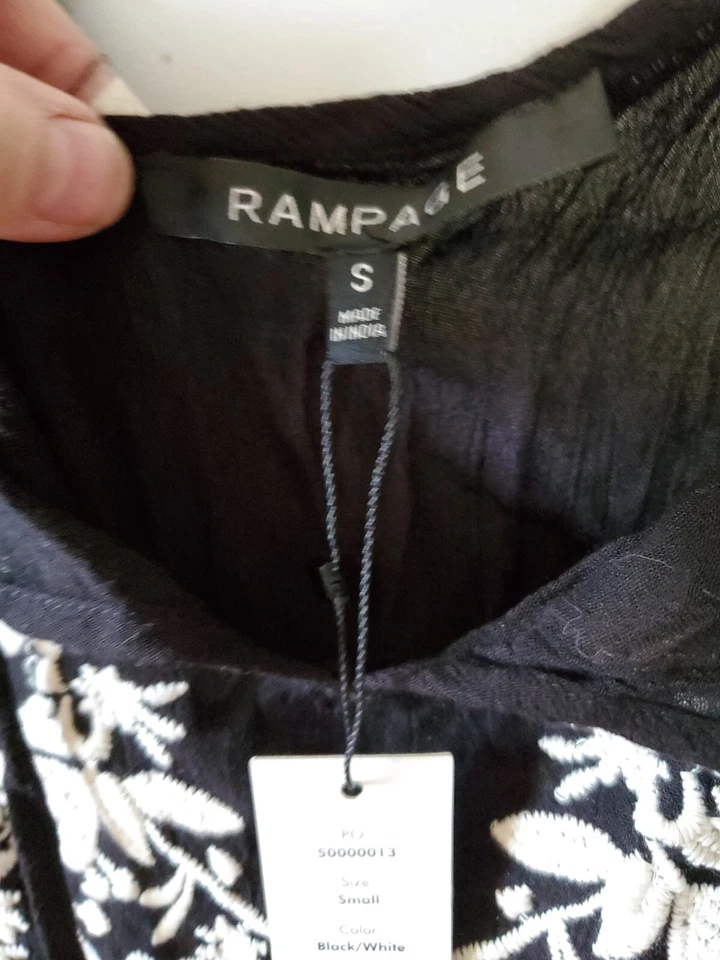 RAMPAGE
S
MADE
IN INDIA
PO
50000013
Size
Small
Color
Black/White